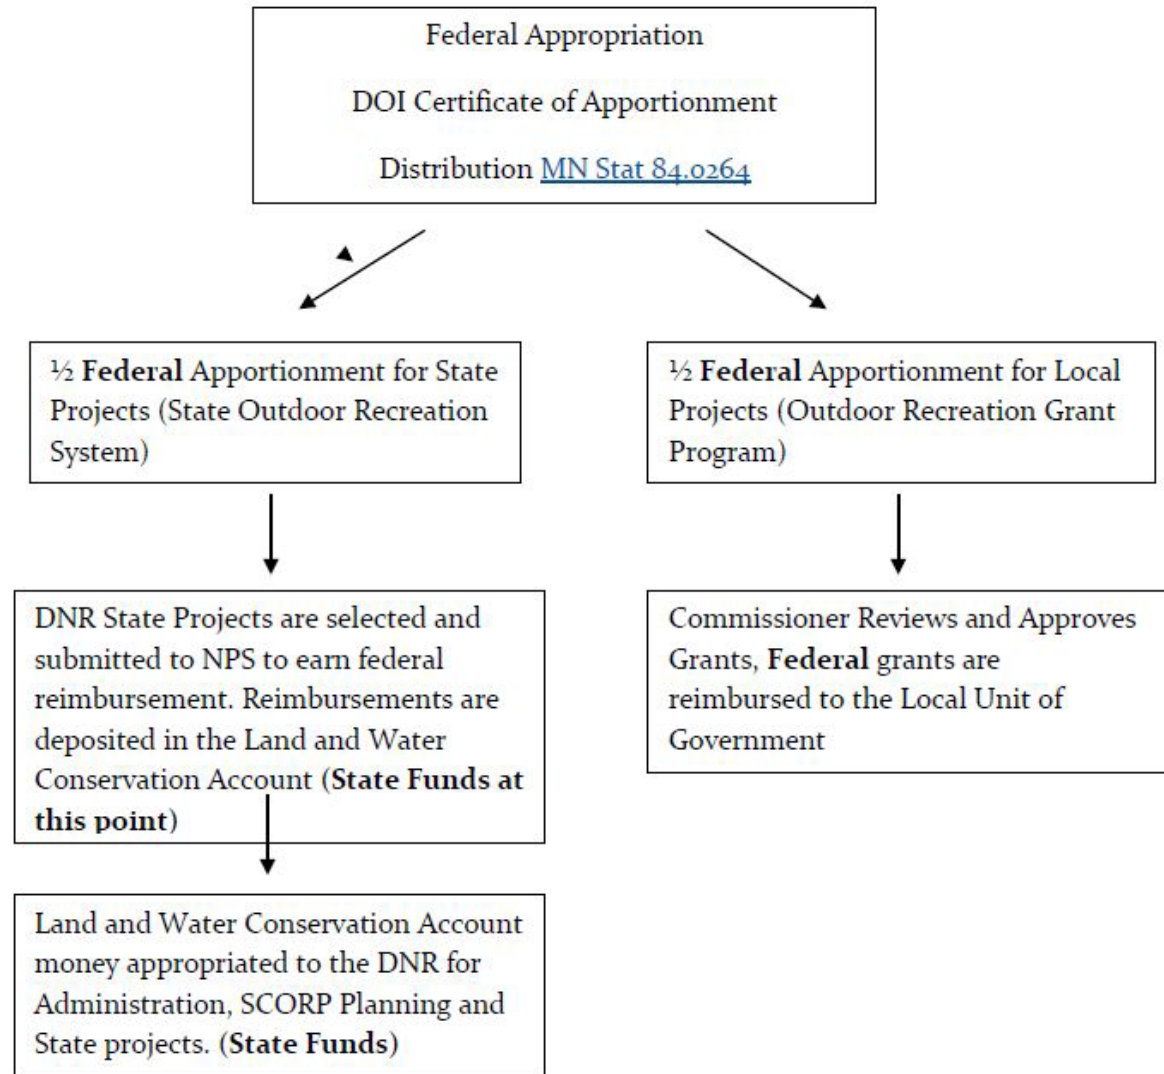 Federal Appropriation
DOI Certificate of Apportionment
Distribution MN Stat 84.0264
½ Federal Apportionment for State
Projects (State Outdoor Recreation
System)
½ Federal Apportionment for Local
Projects (Outdoor Recreation Grant
Program)
DNR State Projects are selected and
submitted to NPS to earn federal
reimbursement. Reimbursements are
deposited in the Land and Water
Conservation Account (State Funds at
this point)
Commissioner Reviews and Approves
Grants, Federal grants are
reimbursed to the Local Unit of
Government
Land and Water Conservation Account
money appropriated to the DNR for
Administration, SCORP Planning and
State projects. (State Funds)